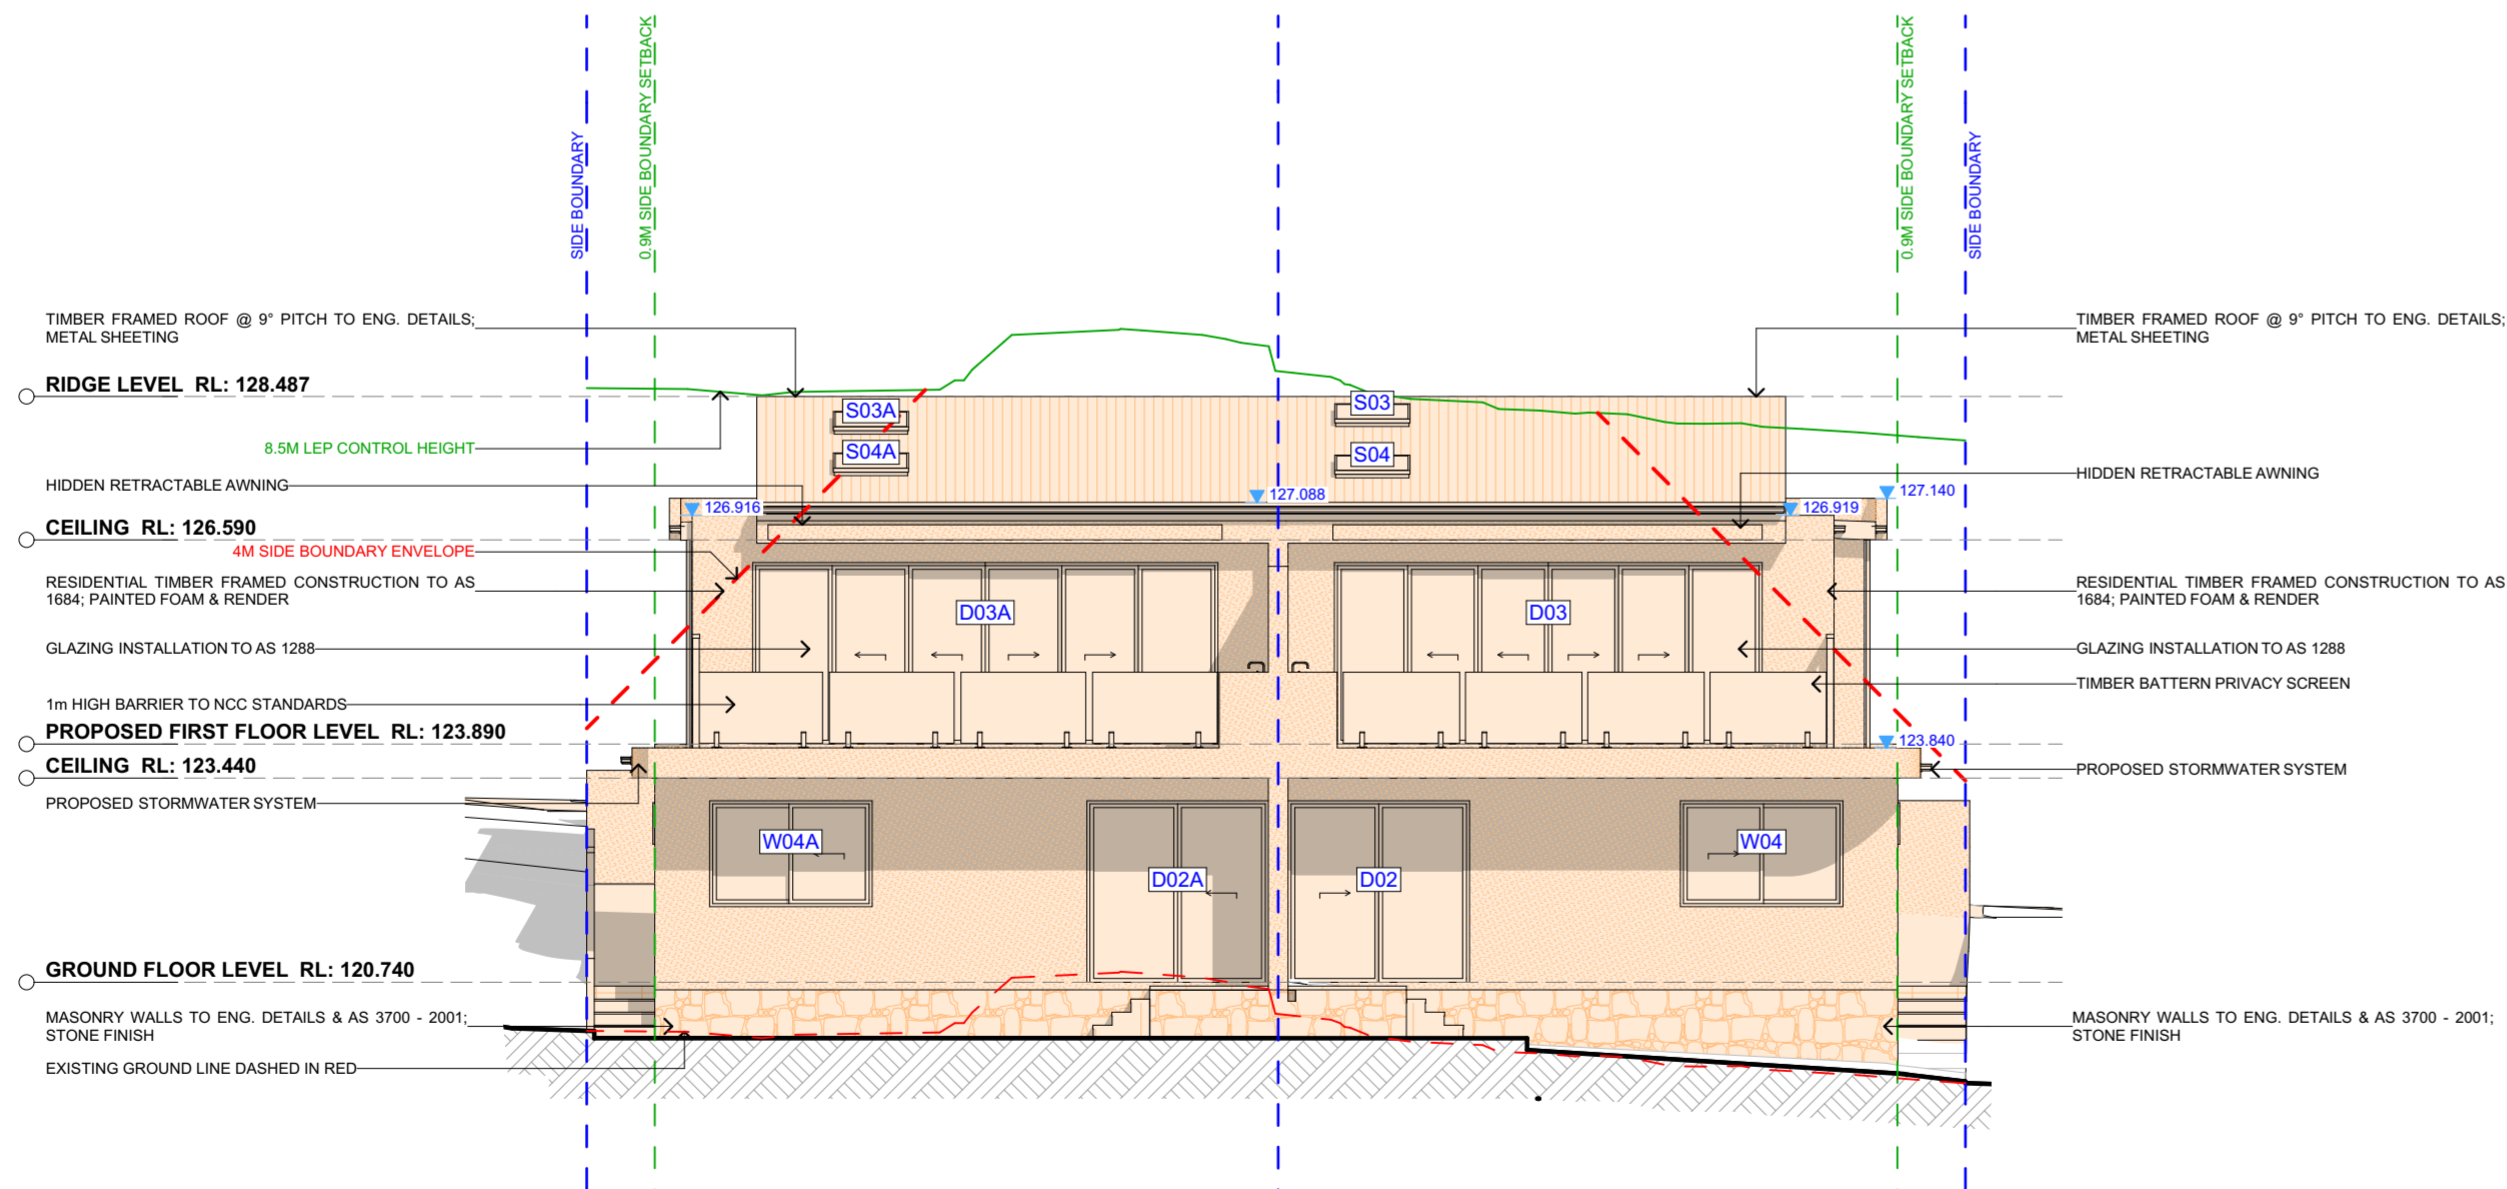 SIDE BOUNDARY
0.9M SIDE BOUNDARY SETBACK
0.9M SIDE BOUNDARY SETBACK
SIDE BOUNDARY
TIMBER FRAMED ROOF @ 9° PITCH TO ENG. DETAILS;
METAL SHEETING
RIDGE LEVEL RL: 128.487
8.5M LEP CONTROL HEIGHT
HIDDEN RETRACTABLE AWNING
CEILING RL: 126.590
4M SIDE BOUNDARY ENVELOPE
RESIDENTIAL TIMBER FRAMED CONSTRUCTION TO AS
1684; PAINTED FOAM & RENDER
GLAZING INSTALLATION TO AS 1288
1m HIGH BARRIER TO NCC STANDARDS
PROPOSED FIRST FLOOR LEVEL RL: 123.890
CEILING RL: 123.440
PROPOSED STORMWATER SYSTEM
GROUND FLOOR LEVEL RL: 120.740
MASONRY WALLS TO ENG. DETAILS & AS 3700 - 2001;
STONE FINISH
EXISTING GROUND LINE DASHED IN RED
S03A
S03
S04A
S04
126.916
127.088
126.919
127.140
D03A
D03
123.840
W04A
W04
D02A
D02
TIMBER FRAMED ROOF @ 9° PITCH TO ENG. DETAILS;
METAL SHEETING
HIDDEN RETRACTABLE AWNING
RESIDENTIAL TIMBER FRAMED CONSTRUCTION TO AS
1684; PAINTED FOAM & RENDER
GLAZING INSTALLATION TO AS 1288
TIMBER BATTERN PRIVACY SCREEN
PROPOSED STORMWATER SYSTEM
MASONRY WALLS TO ENG. DETAILS & AS 3700 - 2001;
STONE FINISH